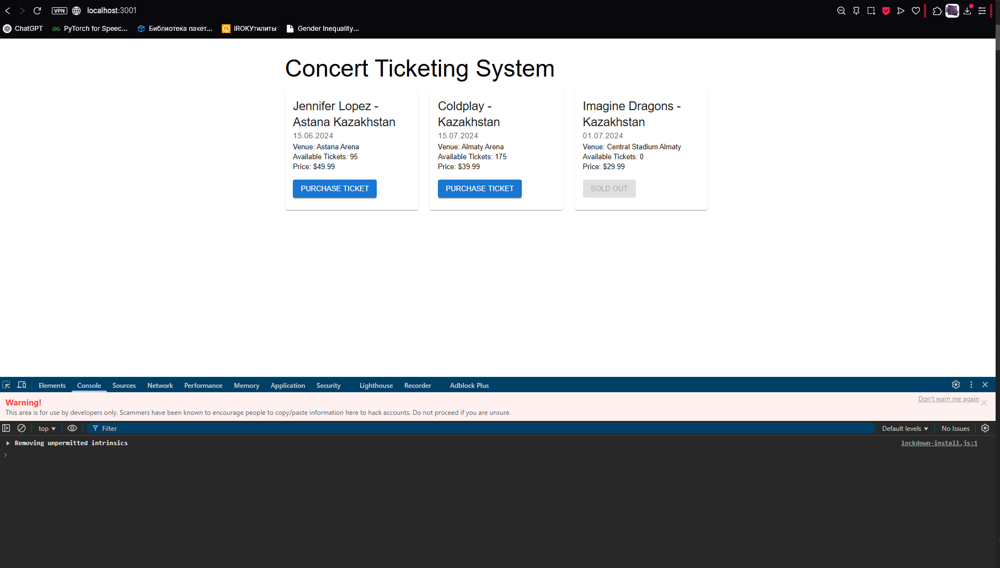 VPN localhost:3001
ChatGPT PyTorch for Speec... Библиотека пакет... IROKУтилиты Gender Inequality...
Concert Ticketing System
Jennifer Lopez -
Astana Kazakhstan
15.06.2024
Venue: Astana Arena
Available Tickets: 95
Price: $49.99
PURCHASE TICKET
Coldplay -
Kazakhstan
15.07.2024
Venue: Almaty Arena
Available Tickets: 175
Price: $39.99
PURCHASE TICKET
Imagine Dragons -
Kazakhstan
01.07.2024
Venue: Central Stadium Almaty
Available Tickets: 0
Price: $29.99
SOLD OUT
Elements Console Sources Network Performance Memory Application Security Lighthouse Recorder Adblock Plus
Warning!
Don't warn me again
This area is for use by developers only. Scammers have been known to encourage people to copy/paste information here to hack accounts. Do not proceed if you are unsure.
top Filter Default levels No Issues
Removing unpermitted intrinsics lockdown-install.js:1